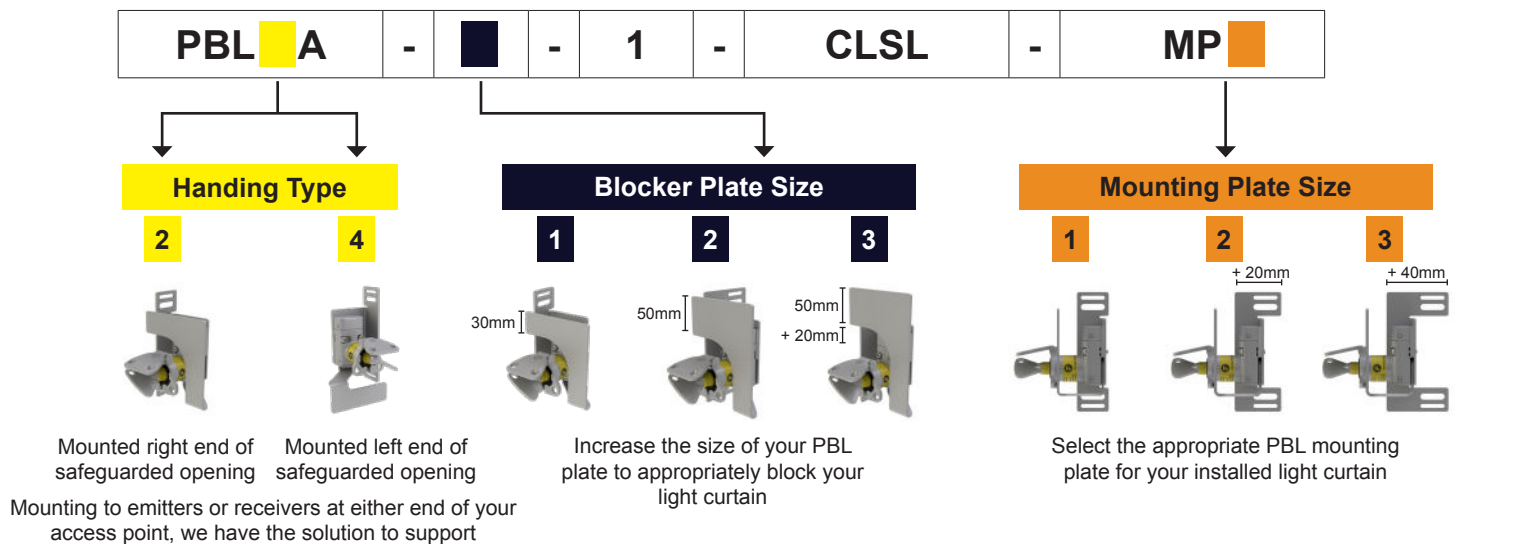 PBL A - - 1 - CLSL - MP
Handing Type
2 4
Mounted right end of
safeguarded opening
Mounted left end of
safeguarded opening
Mounting to emitters or receivers at either end of your
access point, we have the solution to support
Blocker Plate Size
1 2 3
30mm
50mm
50mm
+ 20mm
Increase the size of your PBL
plate to appropriately block your
light curtain
Mounting Plate Size
1 2 3
+ 20mm
+ 40mm
Select the appropriate PBL mounting
plate for your installed light curtain